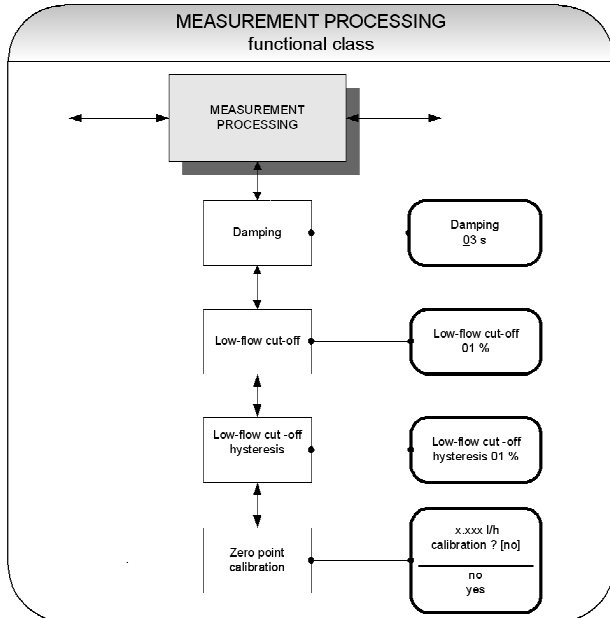 MEASUREMENT PROCESSING
functional class
MEASUREMENT
PROCESSING
Damping
Damping
03 s
Low-flow cut-off
Low-flow cut-off
01 %
Low-flow cut -off
hysteresis
Low-flow cut -off
hysteresis 01 %
Zero point
calibration
x.xxx l/h
calibration ? [no]
no
yes